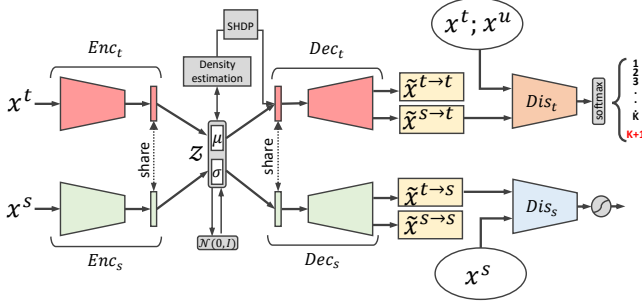 SHDP
x^t; x^u
Enc_t
Dec_t
Density
estimation
x^t
x̃^{t→t}
x̃^{s→t}
Dis_t
softmax
1
2
3
.
.
K̂
K+1
share
z
μ
σ
share
x^s
x̃^{t→s}
x̃^{s→s}
Dis_s
𝒩(0, I)
Enc_s
Dec_s
x^s